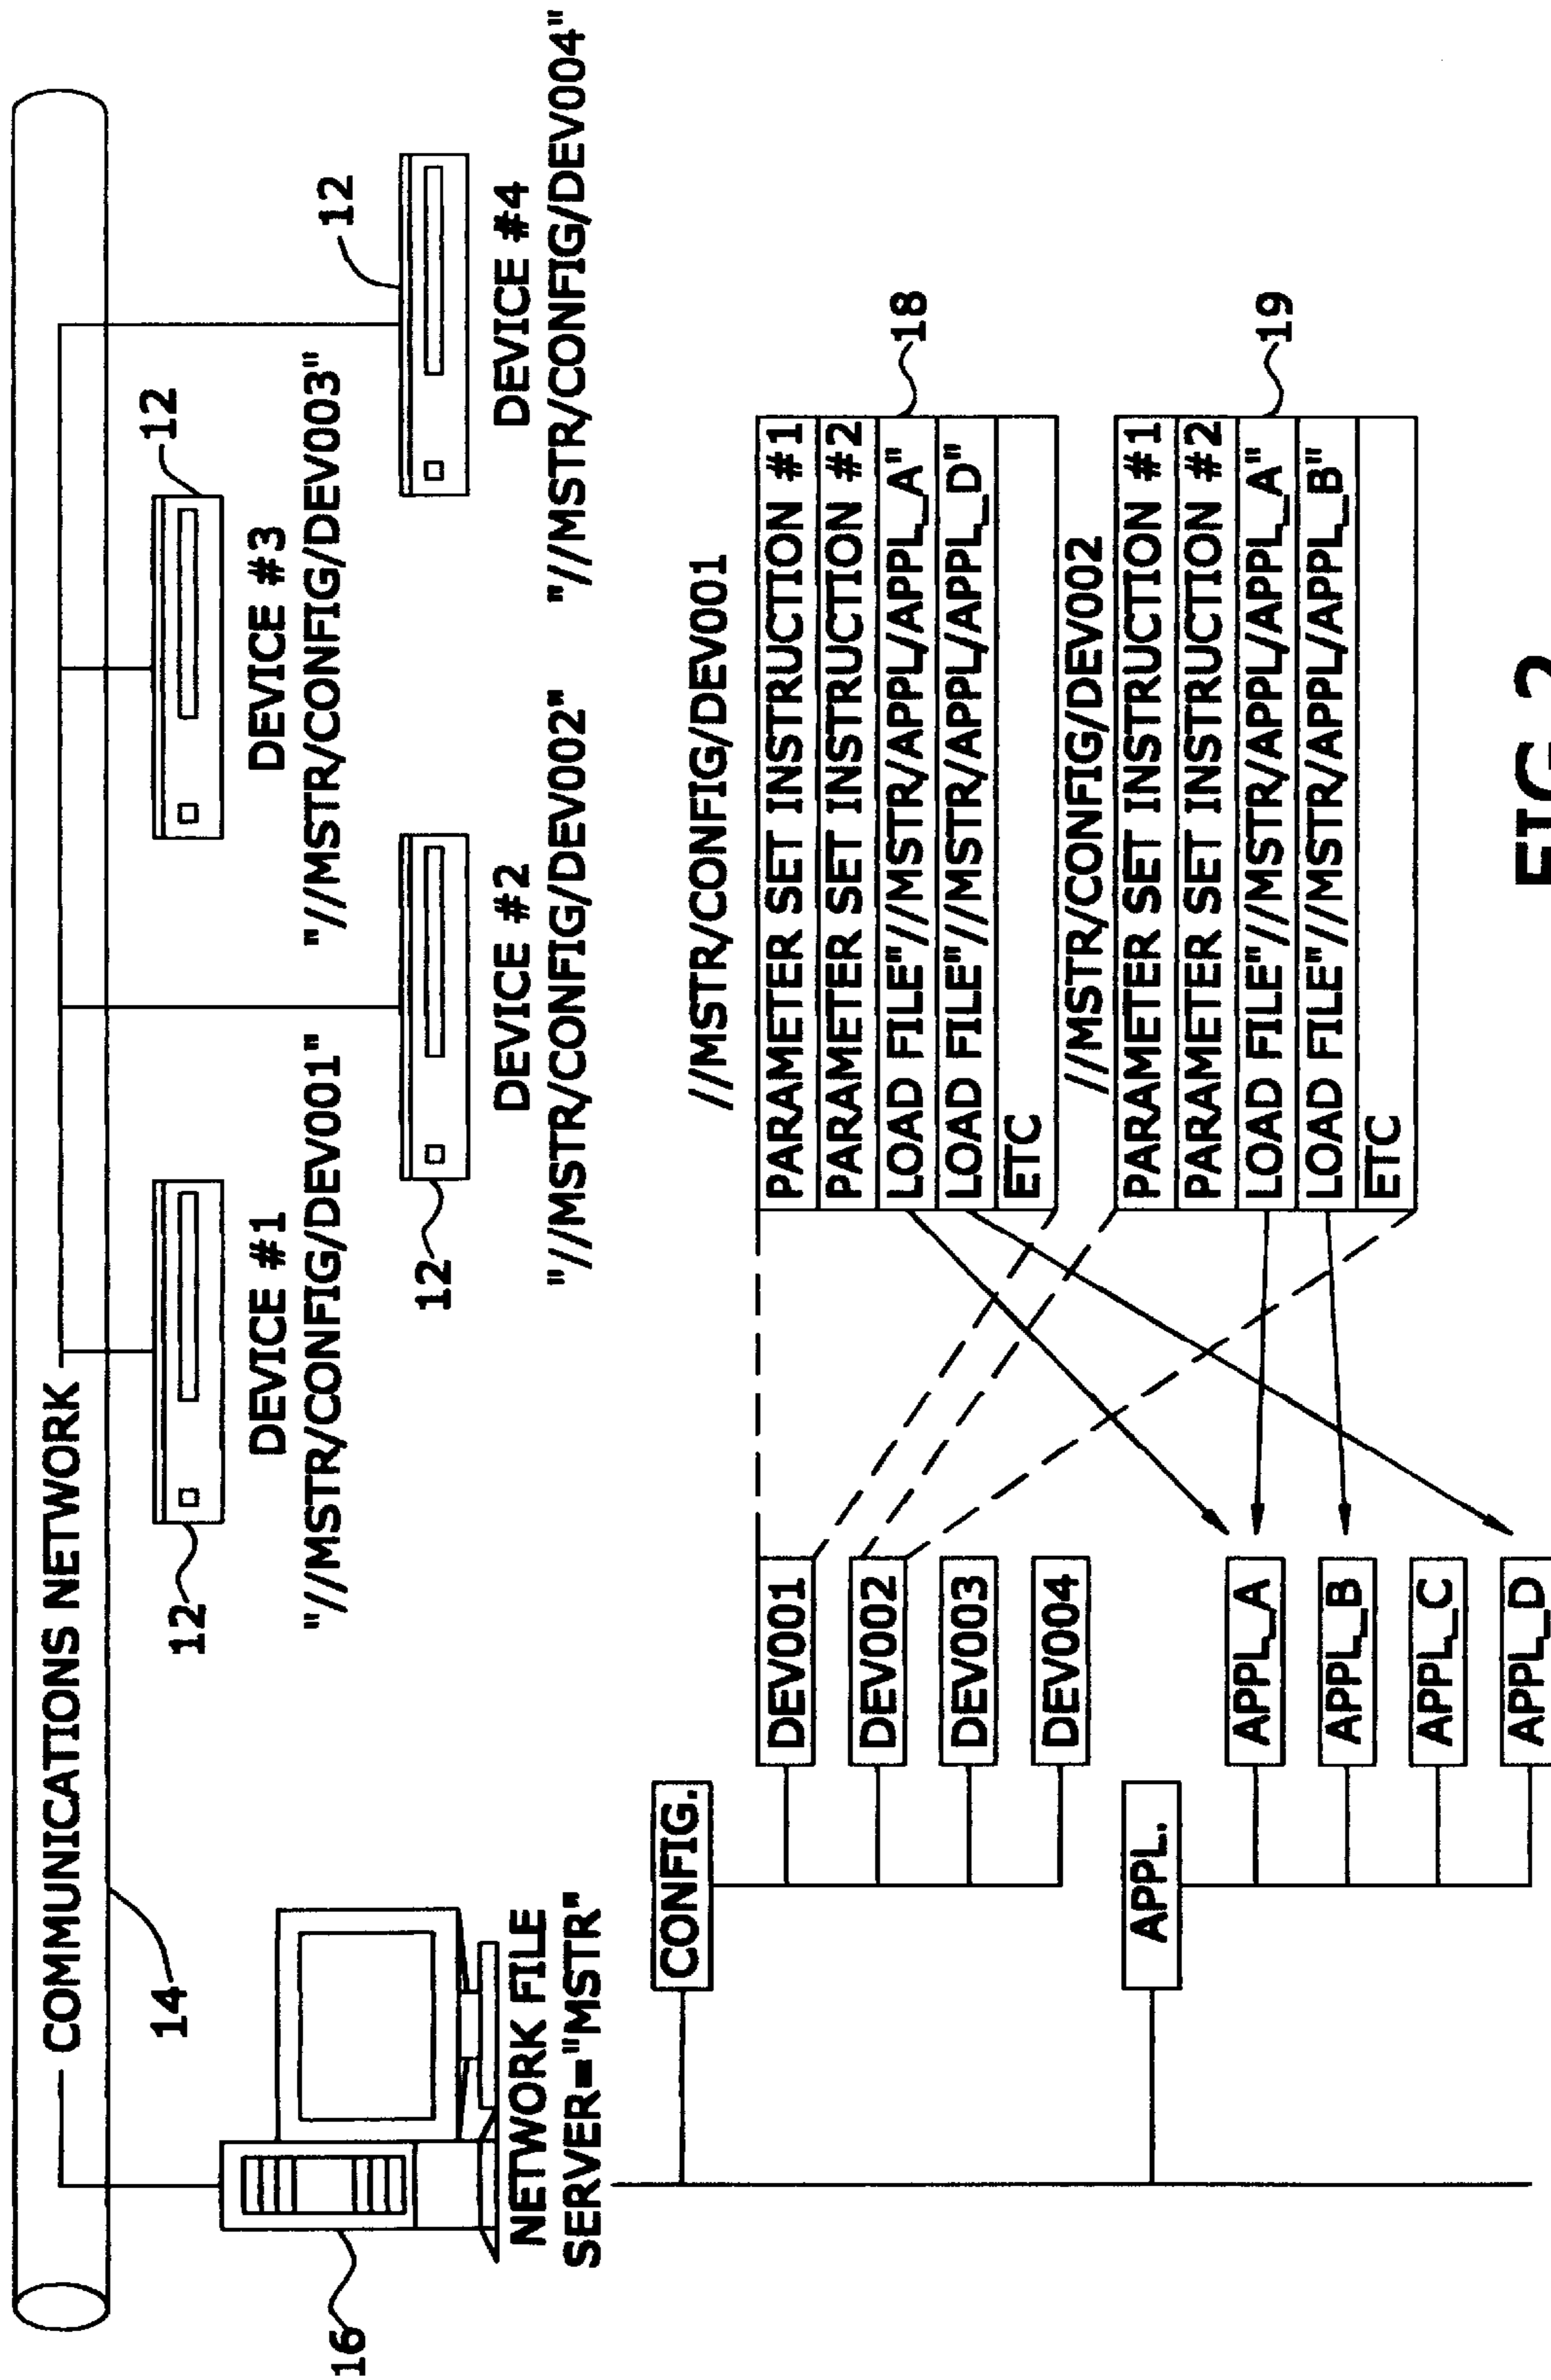 COMMUNICATIONS NETWORK
14
16
NETWORK FILE
SERVER="MSTR"
12
DEVICE #1
"//MSTR/CONFIG/DEV001"
12
DEVICE #2
"//MSTR/CONFIG/DEV002"
12
DEVICE #3
"//MSTR/CONFIG/DEV003"
12
DEVICE #4
"//MSTR/CONFIG/DEV004"
CONFIG.
DEV001
DEV002
DEV003
DEV004
APPL.
APPL_A
APPL_B
APPL_C
APPL_D
//MSTR/CONFIG/DEV001
PARAMETER SET INSTRUCTION #1
PARAMETER SET INSTRUCTION #2
LOAD FILE"//MSTR/APPL/APPL_A"
LOAD FILE"//MSTR/APPL/APPL_D"
ETC
18
//MSTR/CONFIG/DEV002
PARAMETER SET INSTRUCTION #1
PARAMETER SET INSTRUCTION #2
LOAD FILE"//MSTR/APPL/APPL_A"
LOAD FILE"//MSTR/APPL/APPL_B"
ETC
19
FIG. 2